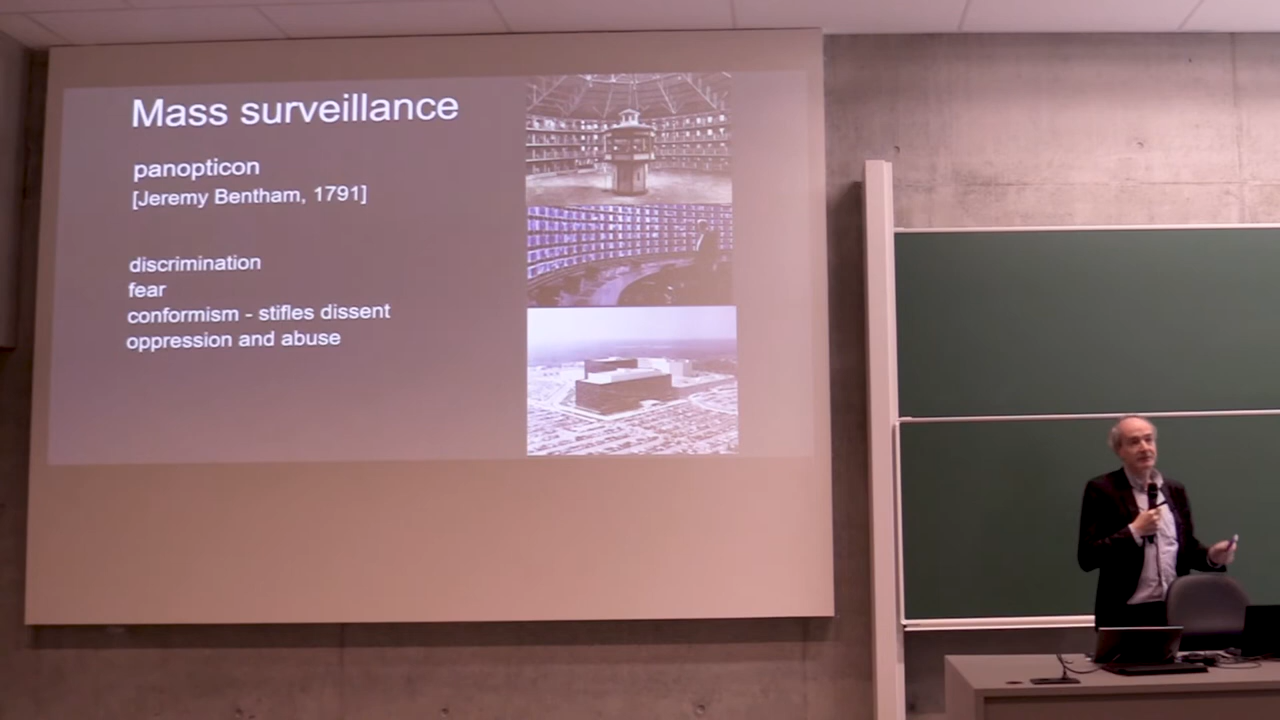 Mass surveillance
panopticon
[Jeremy Bentham, 1791]
discrimination
fear
conformism - stifles dissent
oppression and abuse